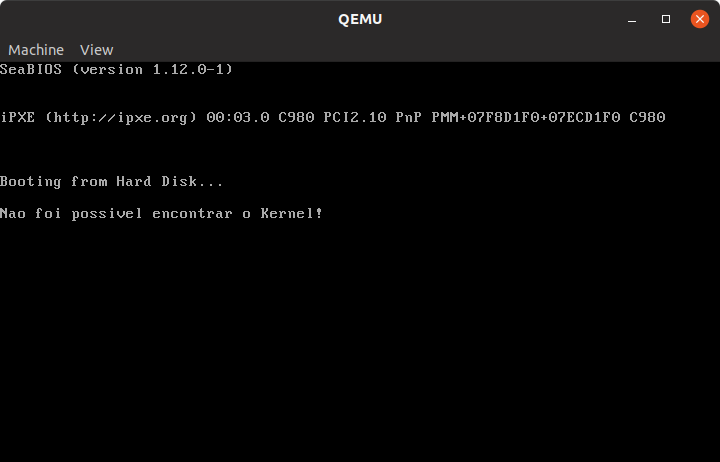 QEMU
Machine View
SeaBIOS (version 1.12.0-1)
iPXE (http://ipxe.org) 00:03.0 C980 PCI2.10 PnP PMM+07F8D1F0+07ECD1F0 C980
Booting from Hard Disk...
Nao foi possivel encontrar o Kernel!